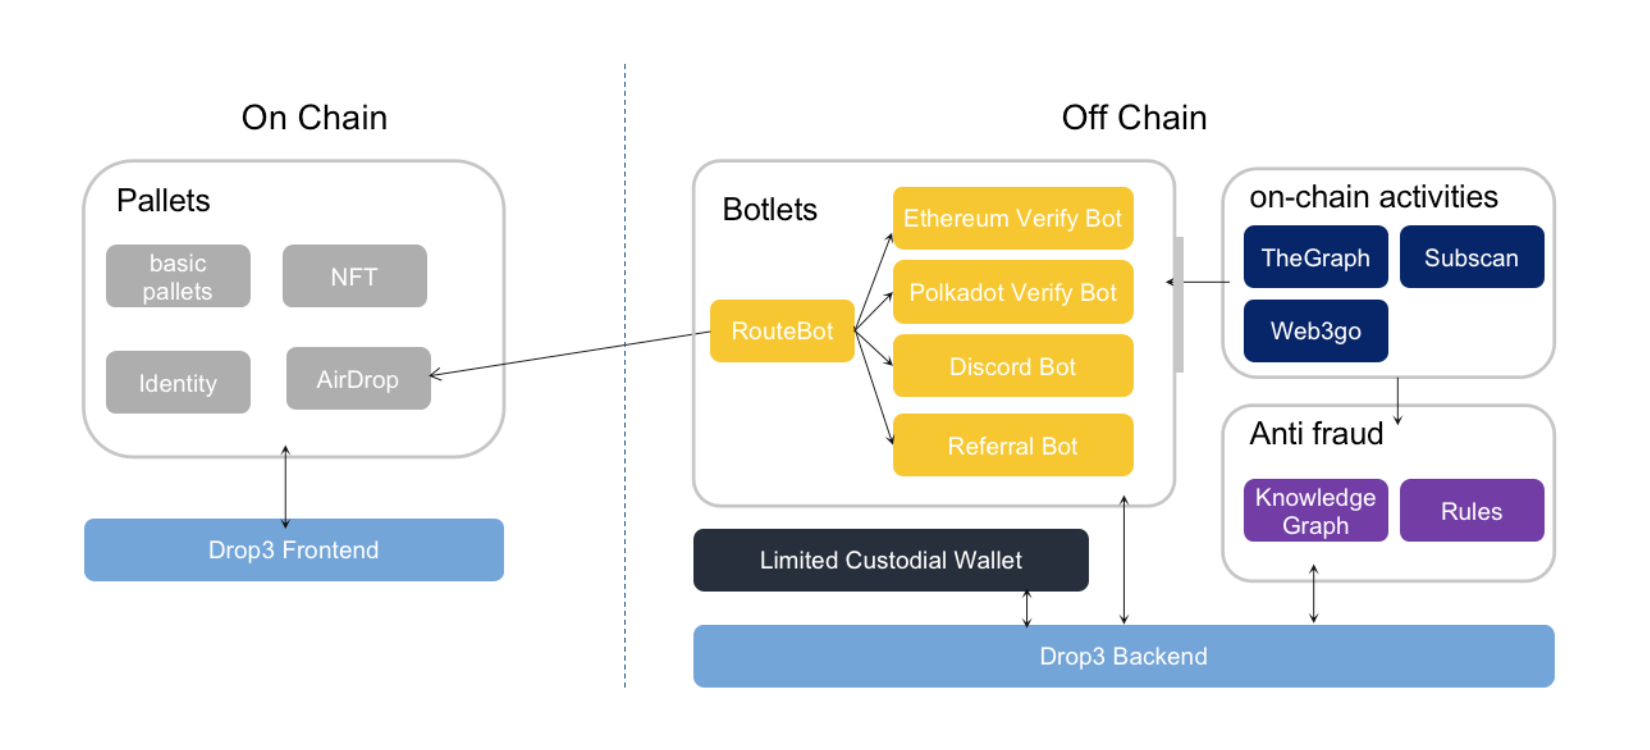 On Chain
Pallets
basic
pallets
NFT
Identity
AirDrop
Drop3 Frontend
Off Chain
Botlets
RouteBot
Ethereum Verify Bot
Polkadot Verify Bot
Discord Bot
Referral Bot
on-chain activities
TheGraph
Subscan
Web3go
Anti fraud
Knowledge
Graph
Rules
Limited Custodial Wallet
Drop3 Backend